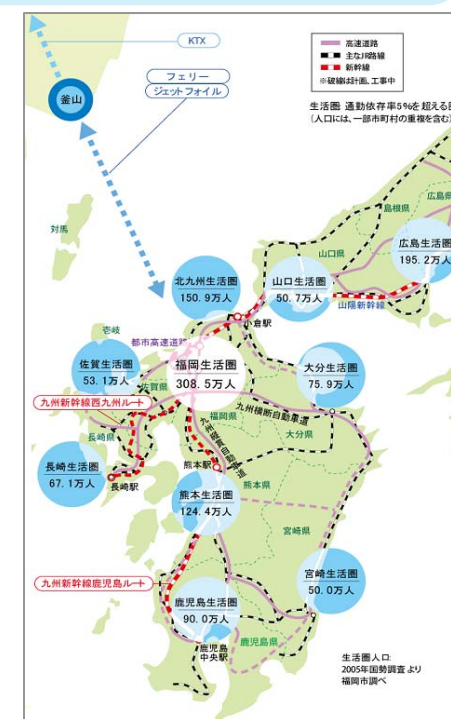 KTX
フェリー
ジェットフォイル
釜山
高速道路
主なJR路線
新幹線
※破線は計画、工事中
生活圏:通勤依存率5%を超える
(人口には、一部市町村の重複を含む
対馬
島根県
広島県
山口県
広島生活圏
195.2万人
北九州生活圏
150.9万人
山口生活圏
50.7万人
山陽新幹線
小倉駅
壱岐
都市高速道路
佐賀生活圏
53.1万人
佐賀県
福岡生活圏
308.5万人
大分生活圏
75.9万人
九州新幹線西九州ルート
福岡県
九州横断自動車道
大分県
九州縦貫自動車道
長崎県
長崎生活圏
67.1万人
長崎駅
熊本駅
熊本県
熊本生活圏
124.4万人
宮崎県
九州新幹線鹿児島ルート
宮崎生活圏
50.0万人
鹿児島生活圏
90.0万人
鹿児島
中央駅
鹿児島県
生活圏人口:
2005年国勢調査より
福岡市調べ